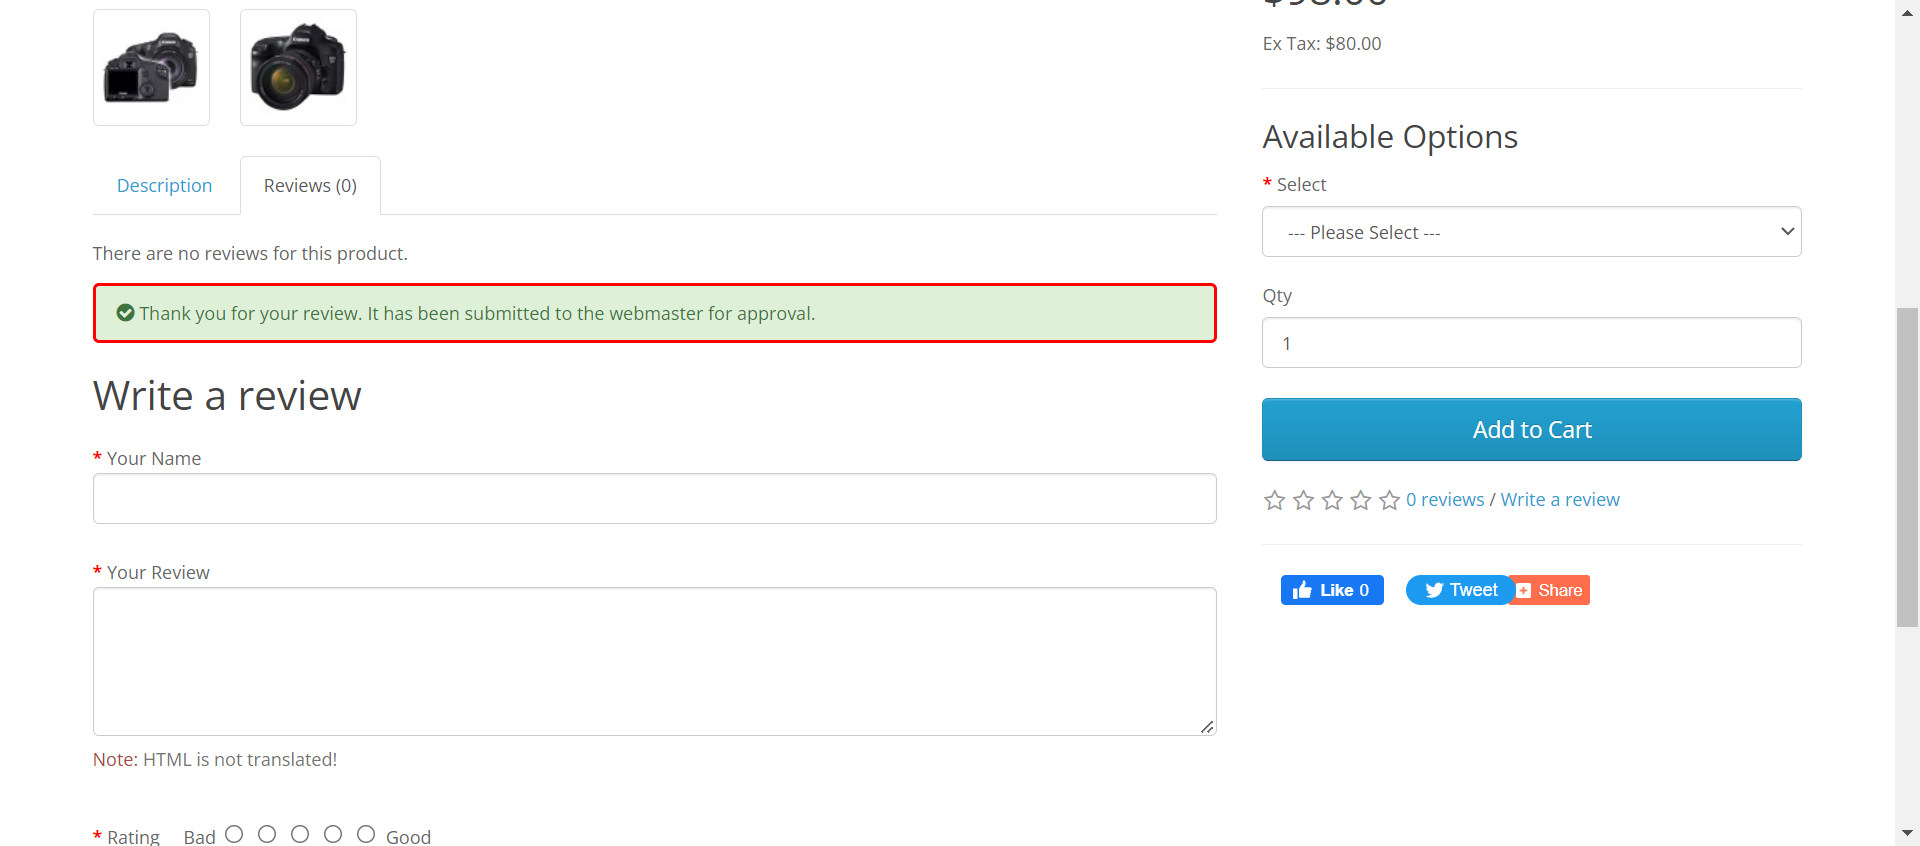 $98.00
Ex Tax: $80.00
Description
Reviews (0)
There are no reviews for this product.
Thank you for your review. It has been submitted to the webmaster for approval.
Write a review
* Your Name
* Your Review
Note: HTML is not translated!
* Rating Bad Good
Available Options
* Select
--- Please Select ---
Qty
1
Add to Cart
0 reviews / Write a review
Like 0
Tweet
Share